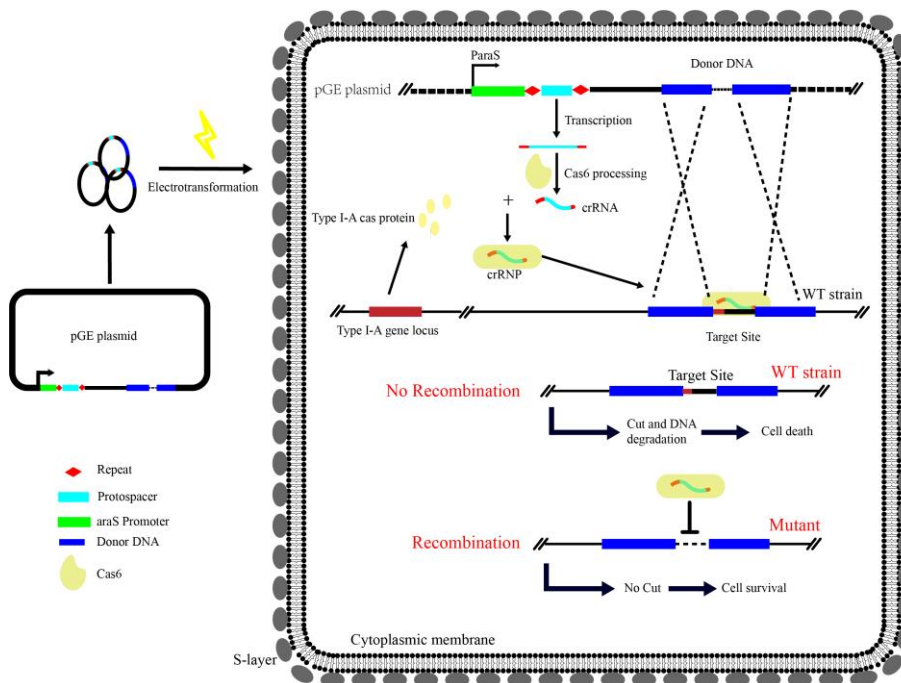 ParaS
Donor DNA
pGE plasmid
Transcription
Electrotransformation
Cas6 processing
+
crRNA
Type I-A cas protein
crRNP
WT strain
Type I-A gene locus
Target Site
pGE plasmid
Target Site
WT strain
No Recombination
Cut and DNA
degradation
Cell death
Repeat
Protospacer
araS Promoter
Donor DNA
Cas6
Recombination
Mutant
No Cut
Cell survival
Cytoplasmic membrane
S-layer